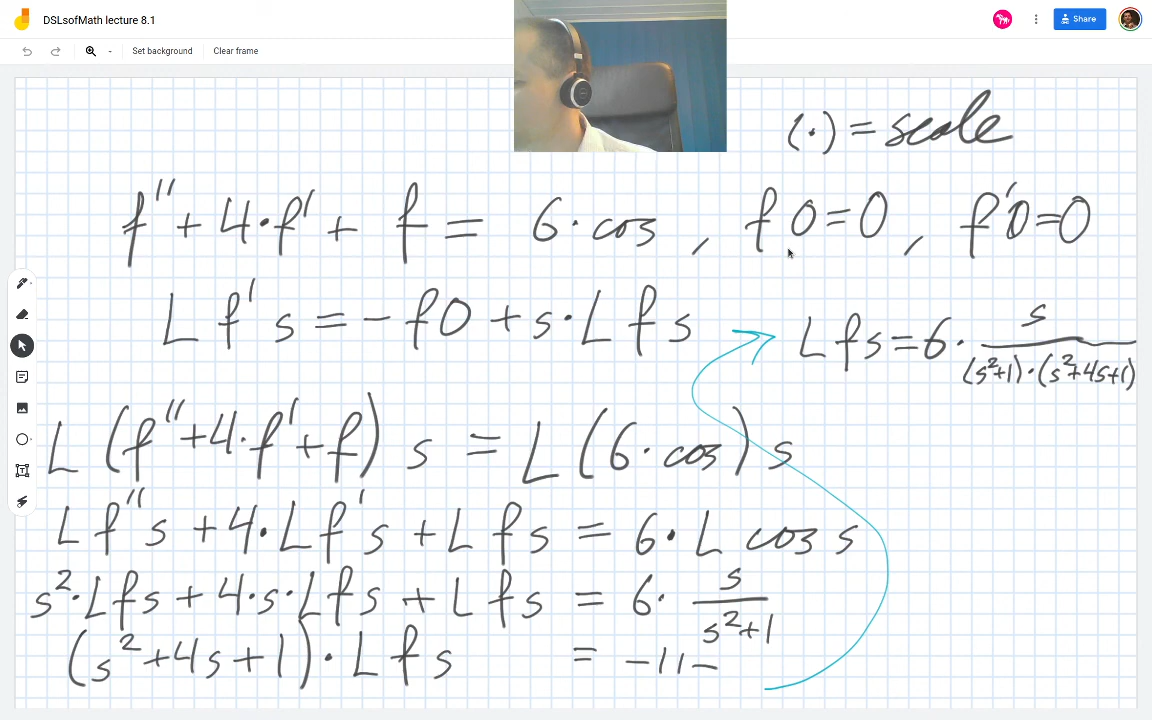 DSLsofMath lecture 8.1
Share
Set background Clear frame
(·) = scale
f'' + 4·f' + f = 6·cos, f 0 = 0, f' 0 = 0
L f' s = - f 0 + s·L f s
L f s = 6· s / (s²+1)·(s²+4s+1)
L (f'' + 4·f' + f) s = L (6·cos) s
L f'' s + 4·L f' s + L f s = 6·L cos s
s²·L f s + 4·s·L f s + L f s = 6· s / s²+1
(s² + 4s + 1)·L f s = -11-